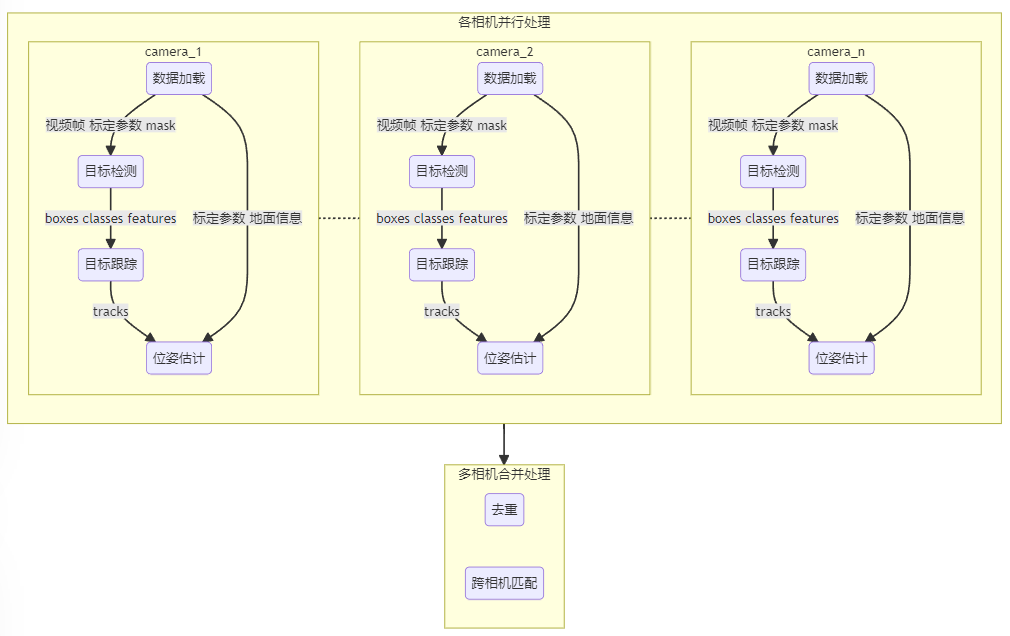 各相机并行处理
camera_1
数据加载
视频帧 标定参数 mask
目标检测
boxes classes features
标定参数 地面信息
目标跟踪
tracks
位姿估计
camera_2
数据加载
视频帧 标定参数 mask
目标检测
boxes classes features
标定参数 地面信息
目标跟踪
tracks
位姿估计
camera_n
数据加载
视频帧 标定参数 mask
目标检测
boxes classes features
标定参数 地面信息
目标跟踪
tracks
位姿估计
多相机合并处理
去重
跨相机匹配